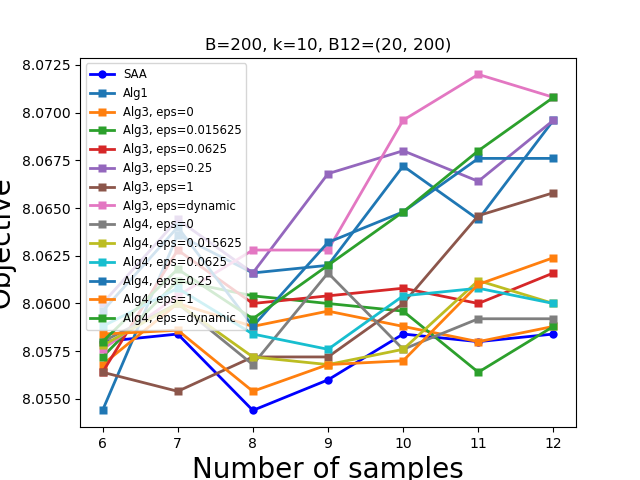 B=200, k=10, B12=(20, 200)
8.0725
8.0700
8.0675
8.0650
8.0625
8.0600
8.0575
8.0550
Objective
SAA
Alg1
Alg3, eps=0
Alg3, eps=0.015625
Alg3, eps=0.0625
Alg3, eps=0.25
Alg3, eps=1
Alg3, eps=dynamic
Alg4, eps=0
Alg4, eps=0.015625
Alg4, eps=0.0625
Alg4, eps=0.25
Alg4, eps=1
Alg4, eps=dynamic
6 7 8 9 10 11 12
Number of samples